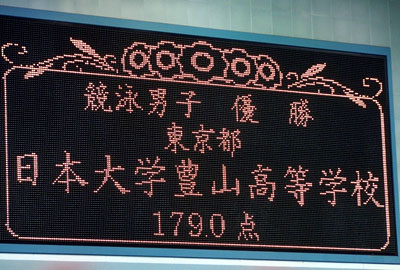 競泳男子 優 勝
東京都
日本大学豊山高等学校
179.0 点